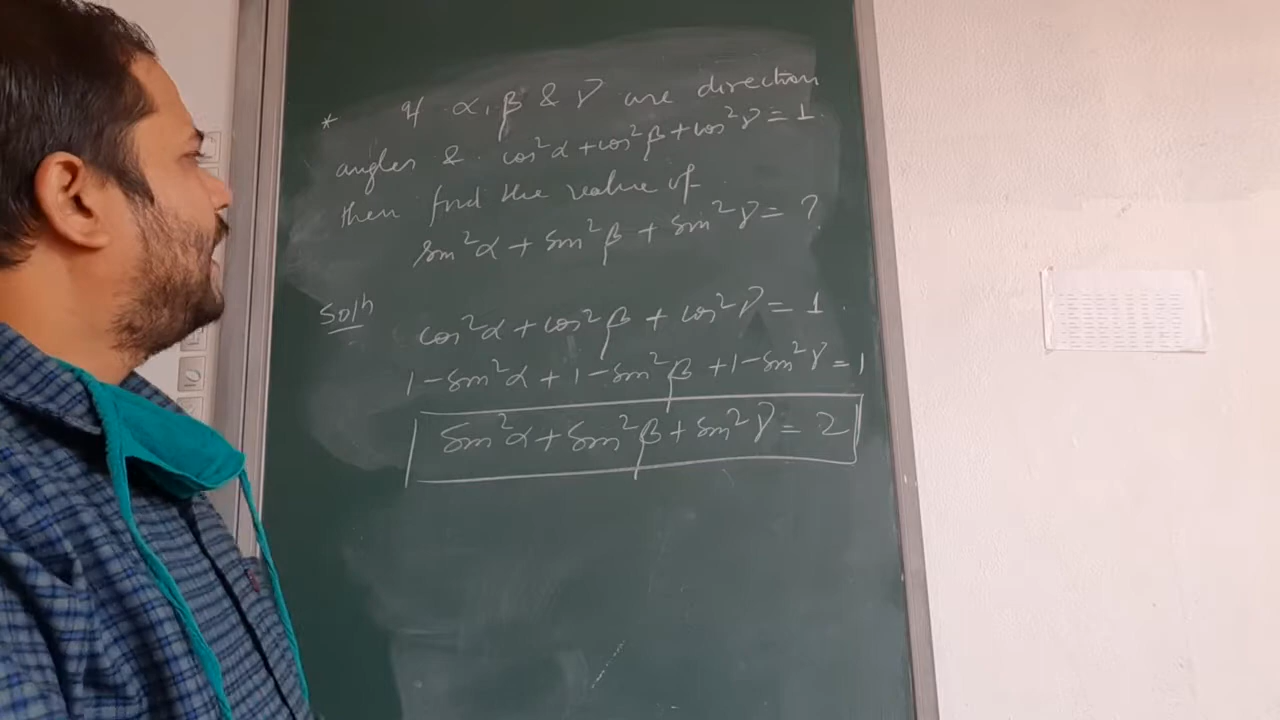 * If α, β & γ are direction
angles & cos²α + cos²β + cos²γ = 1.
then find the value of
sin²α + sin²β + sin²γ = ?
Solⁿ
cos²α + cos²β + cos²γ = 1.
1 - sin²α + 1 - sin²β + 1 - sin²γ = 1
sin²α + sin²β + sin²γ = 2